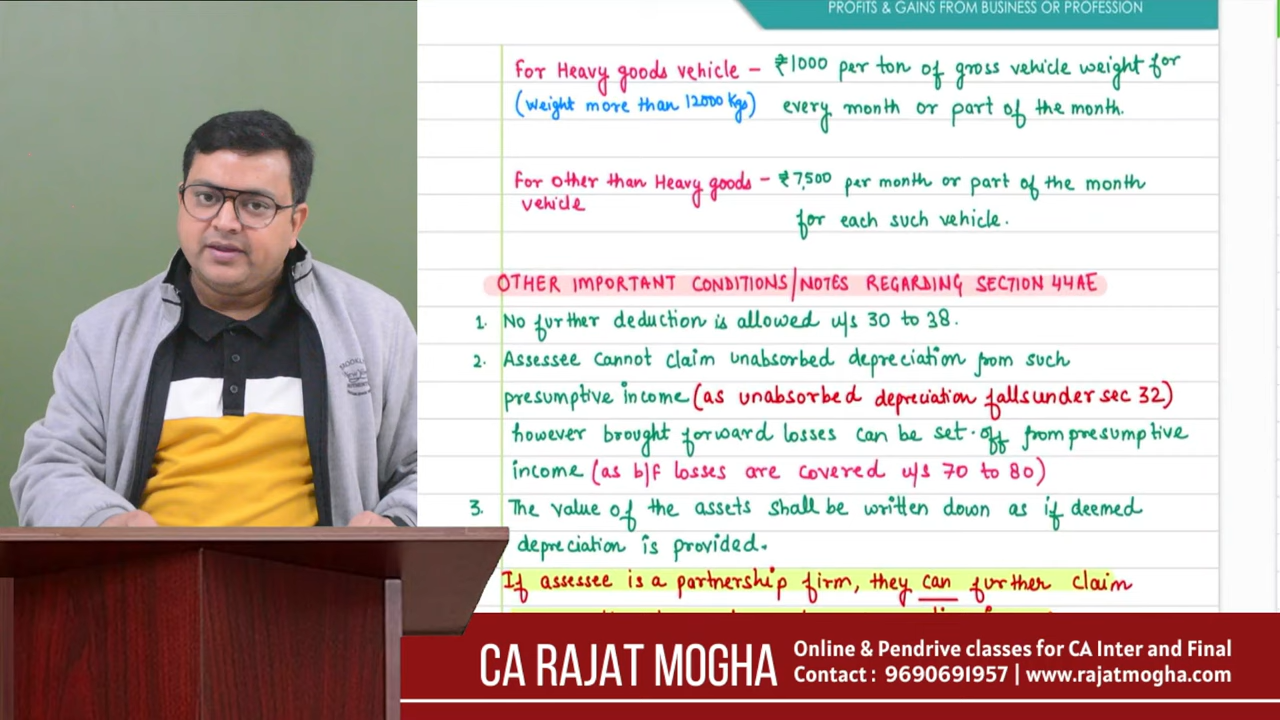 PROFITS & GAINS FROM BUSINESS OR PROFESSION
For Heavy goods vehicle – ₹1000 per ton of gross vehicle weight for
(weight more than 12000 Kgs) every month or part of the month.
For other than Heavy goods – ₹7,500 per month or part of the month
vehicle for each such vehicle.
OTHER IMPORTANT CONDITIONS/NOTES REGARDING SECTION 44AE
1. No further deduction is allowed u/s 30 to 38.
2. Assessee cannot claim unabsorbed depreciation from such
presumptive income (as unabsorbed depreciation falls under sec 32)
however brought forward losses can be set-off from presumptive
income (as b/f losses are covered u/s 70 to 80)
3. The value of the assets shall be written down as if deemed
depreciation is provided.
If assessee is a partnership firm, they can further claim
CA RAJAT MOGHA
Online & Pendrive classes for CA Inter and Final
Contact : 9690691957 | www.rajatmogha.com